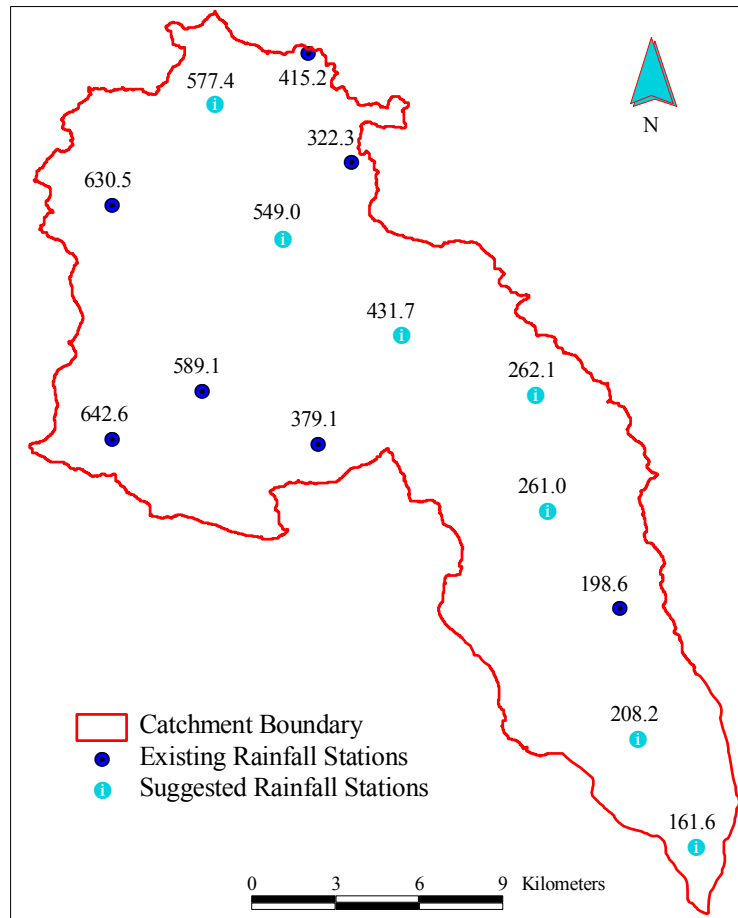 577.4
415.2
N
322.3
630.5
549.0
431.7
589.1
262.1
642.6
379.1
261.0
198.6
Catchment Boundary
Existing Rainfall Stations
208.2
i Suggested Rainfall Stations
161.6
0 3 6 9 Kilometers